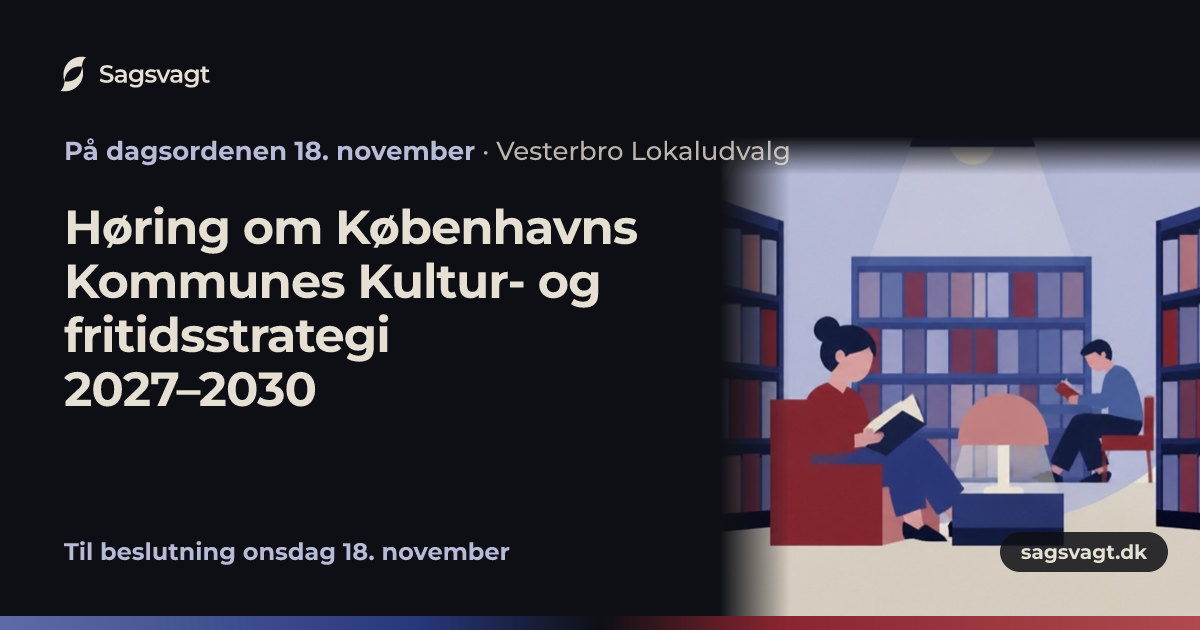 Sagsvagt
På dagsordenen 18. november · Vesterbro Lokaludvalg
Høring om Københavns
Kommunes Kultur- og
fritidsstrategi
2027–2030
Til beslutning onsdag 18. november
sagsvagt.dk